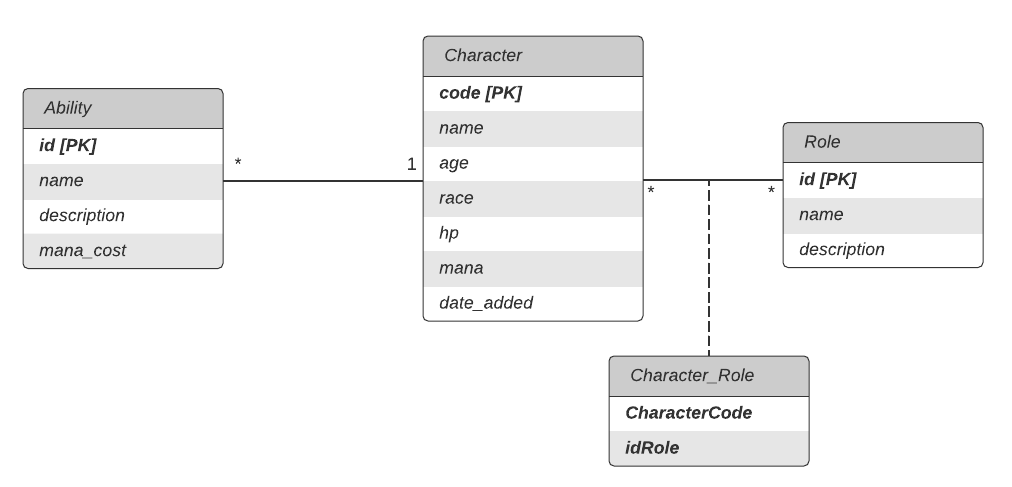 Ability
id [PK]
name
description
mana_cost
*
1
Character
code [PK]
name
age
race
hp
mana
date_added
*
*
Role
id [PK]
name
description
Character_Role
CharacterCode
idRole